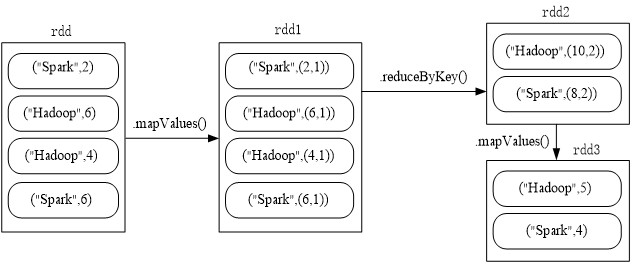 rdd
("Spark",2)
("Hadoop",6)
("Hadoop",4)
("Spark",6)
.mapValues()
rdd1
("Spark",(2,1))
("Hadoop",(6,1))
("Hadoop",(4,1))
("Spark",(6,1))
.reduceByKey()
rdd2
("Hadoop",(10,2))
("Spark",(8,2))
.mapValues()
rdd3
("Hadoop",5)
("Spark",4)